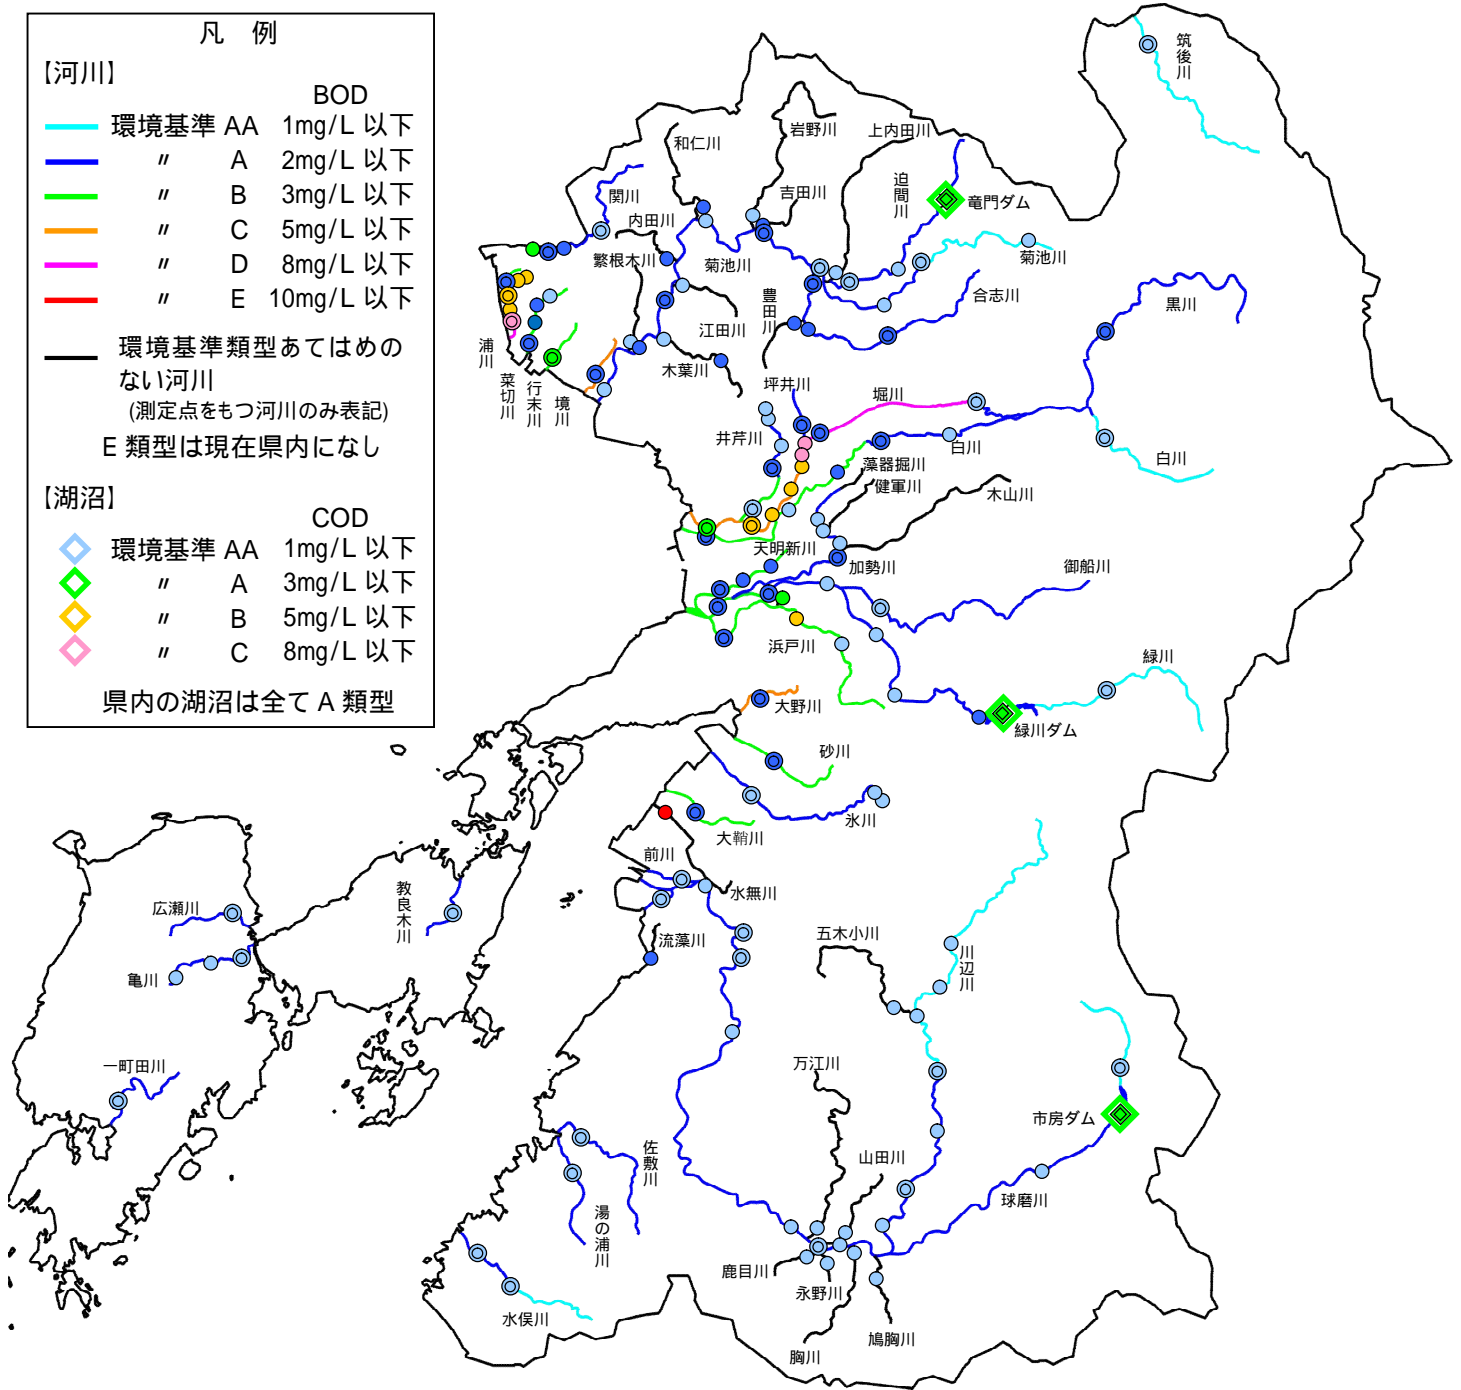 凡 例
【河川】
BOD
環境基準 AA 1mg/L 以下
〃 A 2mg/L 以下
〃 B 3mg/L 以下
〃 C 5mg/L 以下
〃 D 8mg/L 以下
〃 E 10mg/L 以下
環境基準類型あてはめの
ない河川
(測定点をもつ河川のみ表記)
E 類型は現在県内になし
【湖沼】
COD
環境基準 AA 1mg/L 以下
〃 A 3mg/L 以下
〃 B 5mg/L 以下
〃 C 8mg/L 以下
県内の湖沼は全て A 類型
筑後川
岩野川
上内田川
和仁川
迫間川
吉田川
関川
竜門ダム
内田川
菊池川
繁根木川
菊池川
合志川
黒川
豊田川
江田川
浦川
菜切川
行末川
境川
木葉川
坪井川
堀川
井芹川
白川
白川
藻器掘川
健軍川
木山川
天明新川
加勢川
御船川
浜戸川
緑川
大野川
緑川ダム
砂川
氷川
大鞘川
前川
水無川
教良木川
広瀬川
流藻川
五木小川
川辺川
亀川
一町田川
万江川
市房ダム
佐敷川
山田川
球磨川
湯の浦川
鹿目川
永野川
水俣川
鳩胸川
胸川